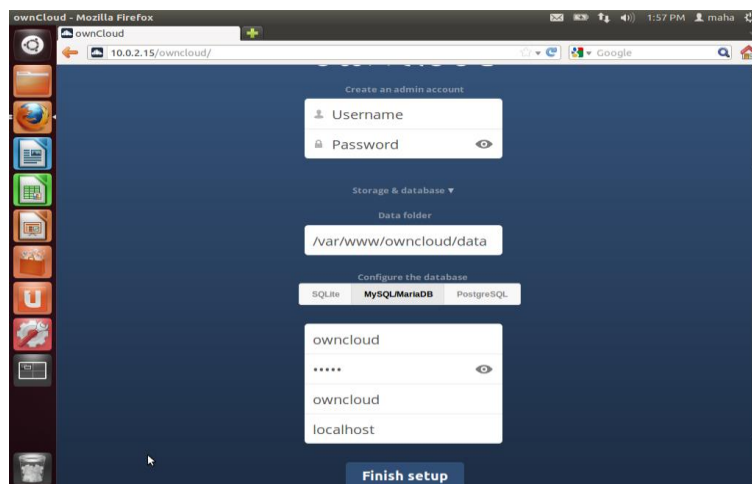 ownCloud - Mozilla Firefox
1:57 PM maha
ownCloud
10.0.2.15/owncloud/
Google
Create an admin account
Username
Password
Storage & database ▼
Data folder
/var/www/owncloud/data
Configure the database
SQLite MySQL/MariaDB PostgreSQL
owncloud
•••••
owncloud
localhost
Finish setup